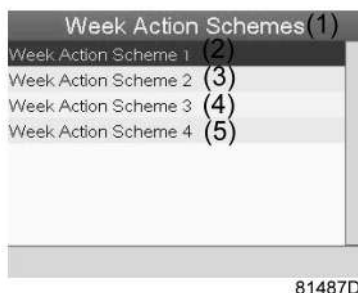 Week Action Schemes (1)
Week Action Scheme 1 (2)
Week Action Scheme 2 (3)
Week Action Scheme 3 (4)
Week Action Scheme 4 (5)
81487D